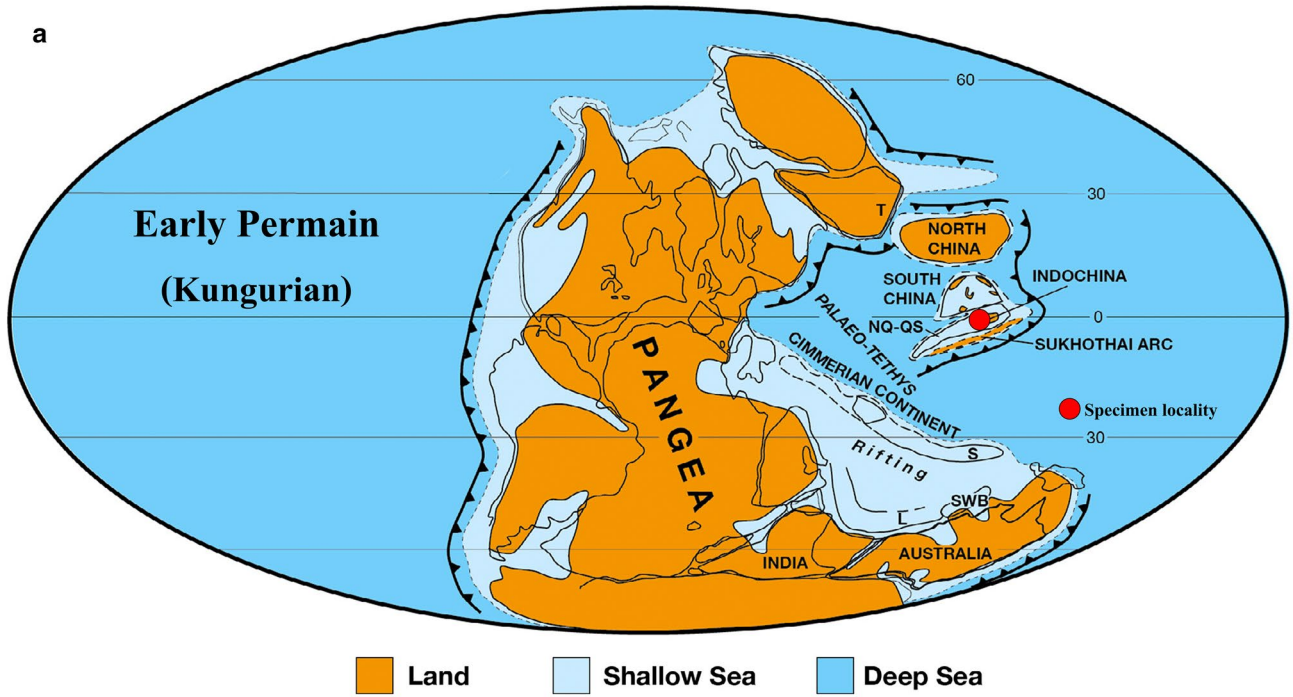 a
60
Early Permain
(Kungurian)
30
T
NORTH
CHINA
SOUTH
CHINA
INDOCHINA
0
NQ-QS
SUKHOTHAI ARC
PALAEO-TETHYS
CIMMERIAN CONTINENT
PANGEA
Specimen locality
30
Rifting
S
SWB
L
AUSTRALIA
INDIA
Land
Shallow Sea
Deep Sea